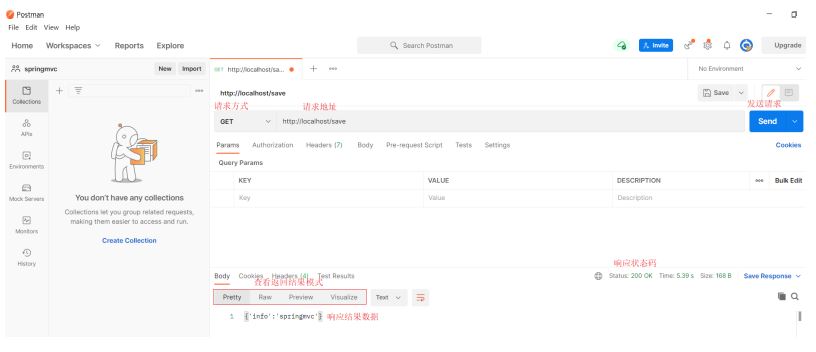 Postman
File Edit View Help
Home Workspaces Reports Explore Search Postman Invite Upgrade
springmvc New Import GET http://localhost/sa... No Environment
Collections
http://localhost/save Save
请求方式 请求地址 发送请求
GET http://localhost/save Send
APIs
Params Authorization Headers (7) Body Pre-request Script Tests Settings Cookies
Environments
Query Params
KEY VALUE DESCRIPTION Bulk Edit
Key Value Description
Mock Servers
You don't have any collections
Collections let you group related requests,
making them easier to access and run.
Monitors
Create Collection
History
响应状态码
Body Cookies Headers (4) Test Results Status: 200 OK Time: 5.39 s Size: 168 B Save Response
查看返回结果模式
Pretty Raw Preview Visualize Text
1 {'info':'springmvc'} 响应结果数据